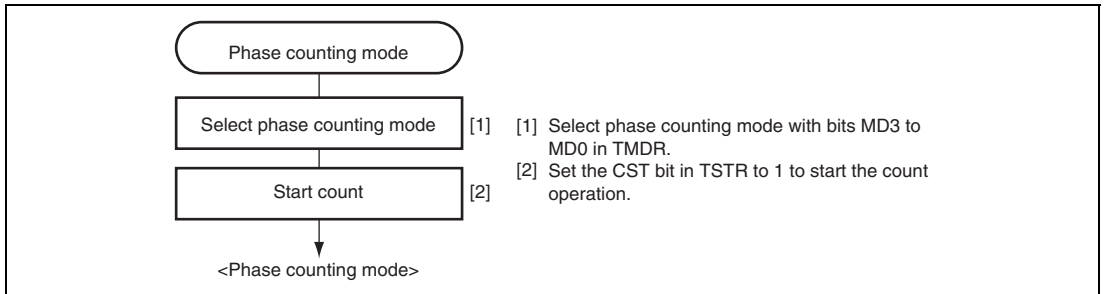 Phase counting mode
Select phase counting mode
[1]
[1] Select phase counting mode with bits MD3 to
MD0 in TMDR.
[2] Set the CST bit in TSTR to 1 to start the count
operation.
Start count
[2]
<Phase counting mode>